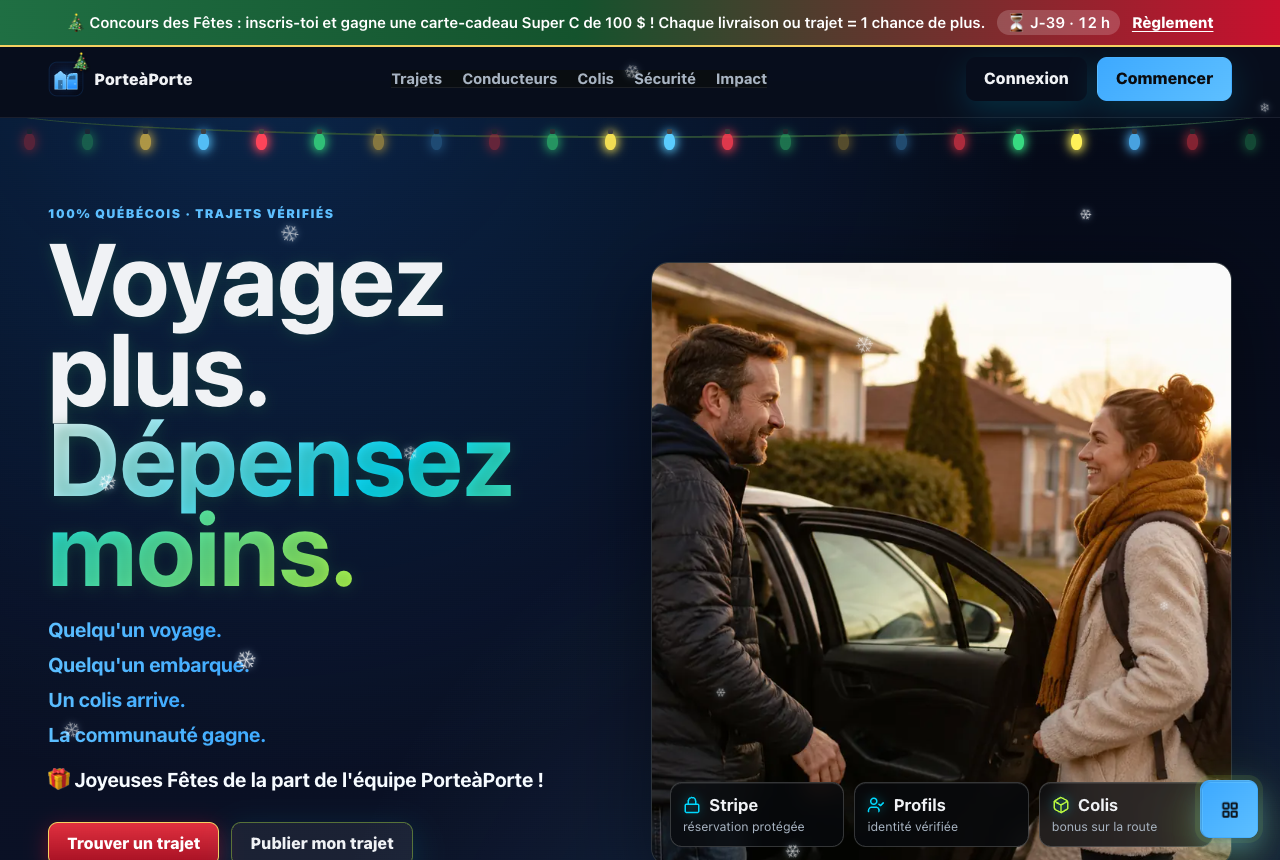 🎄 Concours des Fêtes : inscris-toi et gagne une carte-cadeau Super C de 100 $ ! Chaque livraison ou trajet = 1 chance de plus. ⏳ J-39 · 12 h Règlement
PorteàPorte Trajets Conducteurs Colis Sécurité Impact Connexion Commencer
100% QUÉBÉCOIS · TRAJETS VÉRIFIÉS
Voyagez
plus.
Dépensez
moins.
Quelqu'un voyage.
Quelqu'un embarque.
Un colis arrive.
La communauté gagne.
🎁 Joyeuses Fêtes de la part de l'équipe PorteàPorte !
Trouver un trajet Publier mon trajet
Stripe
réservation protégée
Profils
identité vérifiée
Colis
bonus sur la route